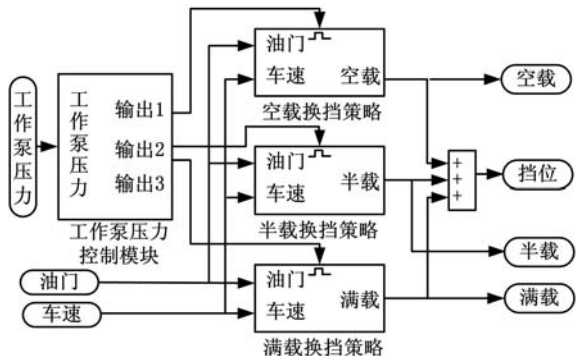 工作泵压力
工作泵压力
输出1
输出2
输出3
工作泵压力
控制模块
油门
车速
油门
车速
空载
空载换挡策略
油门
车速
半载
半载换挡策略
油门
车速
满载
满载换挡策略
+
+
+
空载
挡位
半载
满载